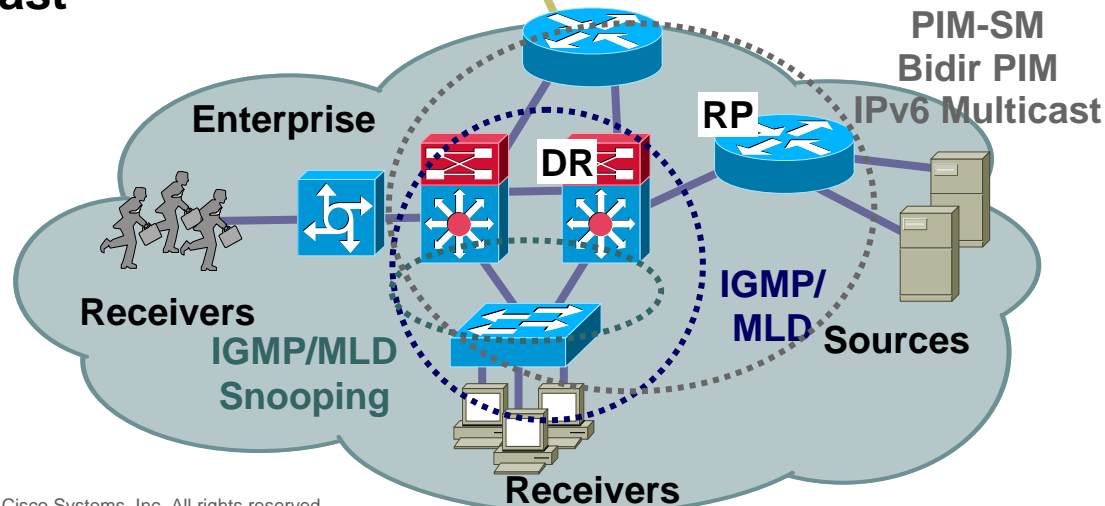 PIM-SM
Bidir PIM
IPv6 Multicast
Enterprise
RP
DR
Receivers
IGMP/
MLD
Sources
IGMP/MLD
Snooping
Receivers
Cisco Systems, Inc. All rights reserved